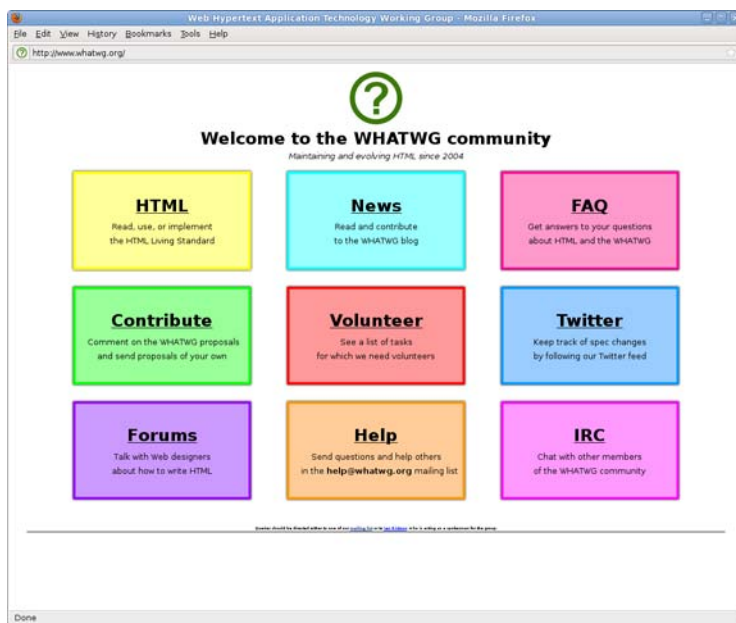 Web Hypertext Application Technology Working Group - Mozilla Firefox
File Edit View History Bookmarks Tools Help
http://www.whatwg.org/
Welcome to the WHATWG community
Maintaining and evolving HTML since 2004
HTML
Read, use, or implement
the HTML Living Standard
News
Read and contribute
to the WHATWG blog
FAQ
Get answers to your questions
about HTML and the WHATWG
Contribute
Comment on the WHATWG proposals
and send proposals of your own
Volunteer
See a list of tasks
for which we need volunteers
Twitter
Keep track of spec changes
by following our Twitter feed
Forums
Talk with Web designers
about how to write HTML
Help
Send questions and help others
in the help@whatwg.org mailing list
IRC
Chat with other members
of the WHATWG community
Done